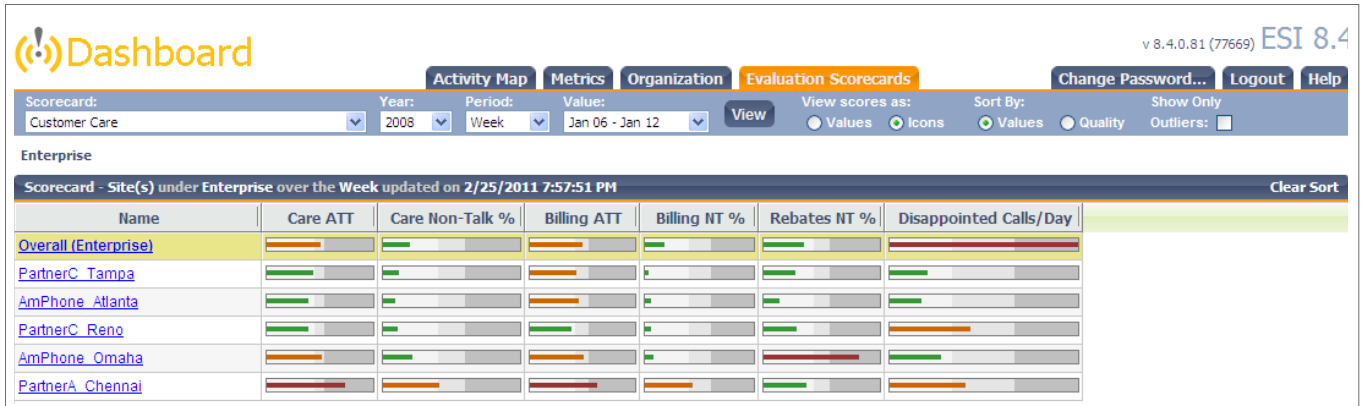 Dashboard
v 8.4.0.81 (77669) ESI 8.4
Activity Map Metrics Organization Evaluation Scorecards Change Password... Logout Help
Scorecard: Year: Period: Value: View scores as: Sort By: Show Only
Customer Care 2008 Week Jan 06 - Jan 12 View Values Icons Values Quality Outliers:
Enterprise
Scorecard - Site(s) under Enterprise over the Week updated on 2/25/2011 7:57:51 PM Clear Sort
Name Care ATT Care Non-Talk % Billing ATT Billing NT % Rebates NT % Disappointed Calls/Day
Overall (Enterprise)
PartnerC_Tampa
AmPhone_Atlanta
PartnerC_Reno
AmPhone_Omaha
PartnerA_Chennai